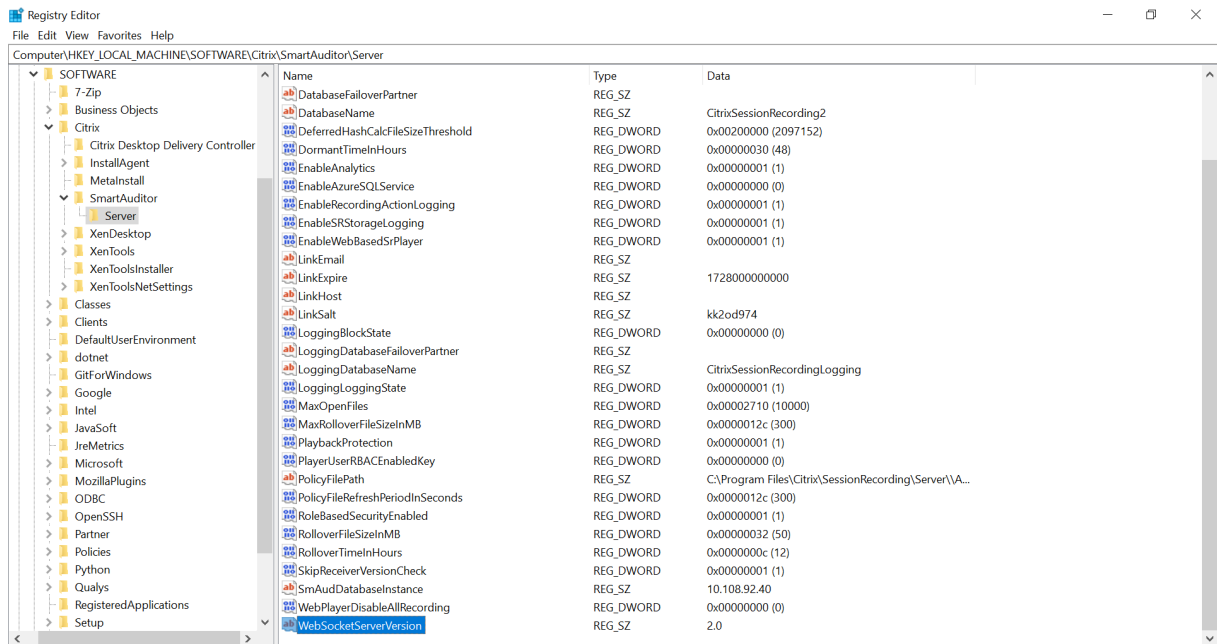 Registry Editor
File Edit View Favorites Help
Computer\HKEY_LOCAL_MACHINE\SOFTWARE\Citrix\SmartAuditor\Server
SOFTWARE
7-Zip
Business Objects
Citrix
Citrix Desktop Delivery Controller
InstallAgent
MetaInstall
SmartAuditor
Server
XenDesktop
XenTools
XenToolsInstaller
XenToolsNetSettings
Classes
Clients
DefaultUserEnvironment
dotnet
GitForWindows
Google
Intel
JavaSoft
JreMetrics
Microsoft
MozillaPlugins
ODBC
OpenSSH
Partner
Policies
Python
Qualys
RegisteredApplications
Setup
Name Type Data
DatabaseFailoverPartner REG_SZ
DatabaseName REG_SZ CitrixSessionRecording2
DeferredHashCalcFileSizeThreshold REG_DWORD 0x00200000 (2097152)
DormantTimeInHours REG_DWORD 0x00000030 (48)
EnableAnalytics REG_DWORD 0x00000001 (1)
EnableAzureSQLService REG_DWORD 0x00000000 (0)
EnableRecordingActionLogging REG_DWORD 0x00000001 (1)
EnableSRStorageLogging REG_DWORD 0x00000001 (1)
EnableWebBasedSrPlayer REG_DWORD 0x00000001 (1)
LinkEmail REG_SZ
LinkExpire REG_SZ 1728000000000
LinkHost REG_SZ
LinkSalt REG_SZ kk2od974
LoggingBlockState REG_DWORD 0x00000000 (0)
LoggingDatabaseFailoverPartner REG_SZ
LoggingDatabaseName REG_SZ CitrixSessionRecordingLogging
LoggingLoggingState REG_DWORD 0x00000001 (1)
MaxOpenFiles REG_DWORD 0x00002710 (10000)
MaxRolloverFileSizeInMB REG_DWORD 0x0000012c (300)
PlaybackProtection REG_DWORD 0x00000001 (1)
PlayerUserRBACEnabledKey REG_DWORD 0x00000000 (0)
PolicyFilePath REG_SZ C:\Program Files\Citrix\SessionRecording\Server\\A...
PolicyFileRefreshPeriodInSeconds REG_DWORD 0x0000012c (300)
RoleBasedSecurityEnabled REG_DWORD 0x00000001 (1)
RolloverFileSizeInMB REG_DWORD 0x00000032 (50)
RolloverTimeInHours REG_DWORD 0x0000000c (12)
SkipReceiverVersionCheck REG_DWORD 0x00000001 (1)
SmAudDatabaseInstance REG_SZ 10.108.92.40
WebPlayerDisableAllRecording REG_DWORD 0x00000000 (0)
WebSocketServerVersion REG_SZ 2.0